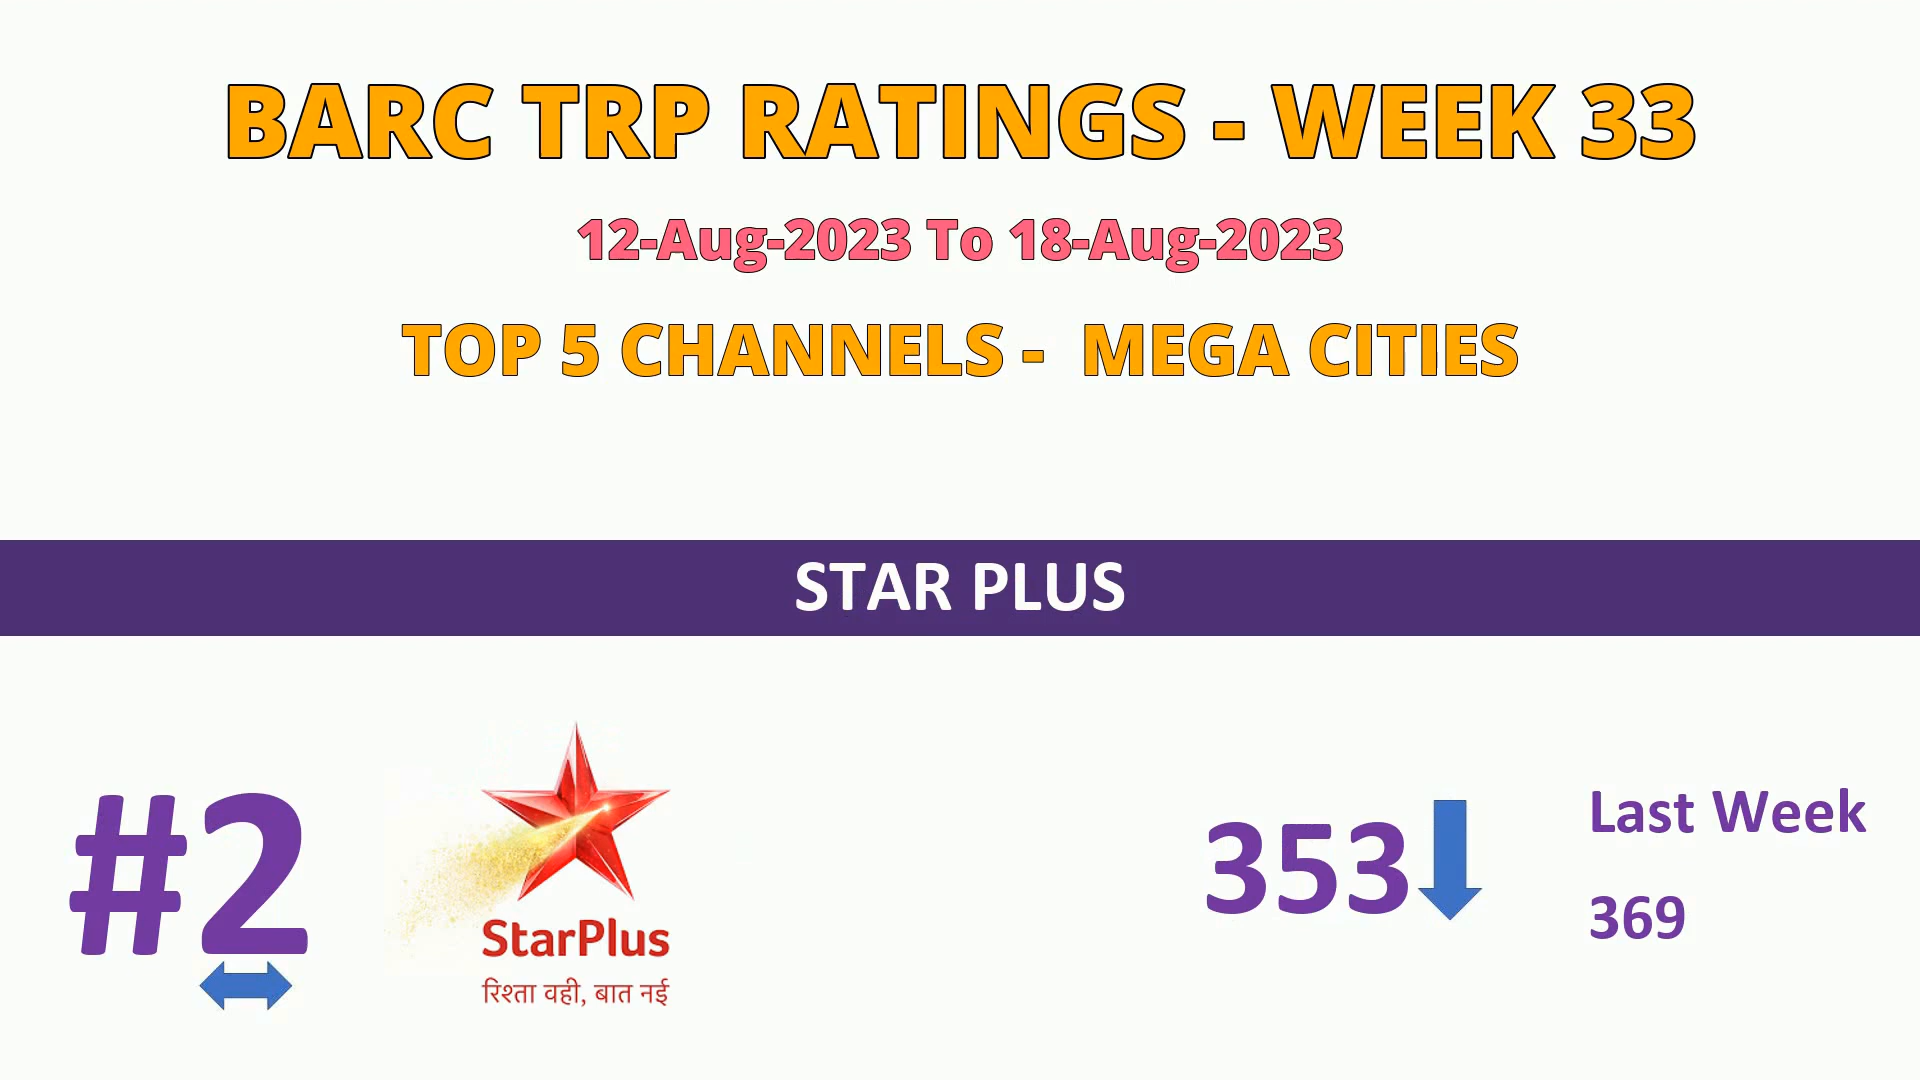 BARC TRP RATINGS - WEEK 33
12-Aug-2023 To 18-Aug-2023
TOP 5 CHANNELS - MEGA CITIES
STAR PLUS
#2
StarPlus
रिश्ता वही, बात नई
353
Last Week
369